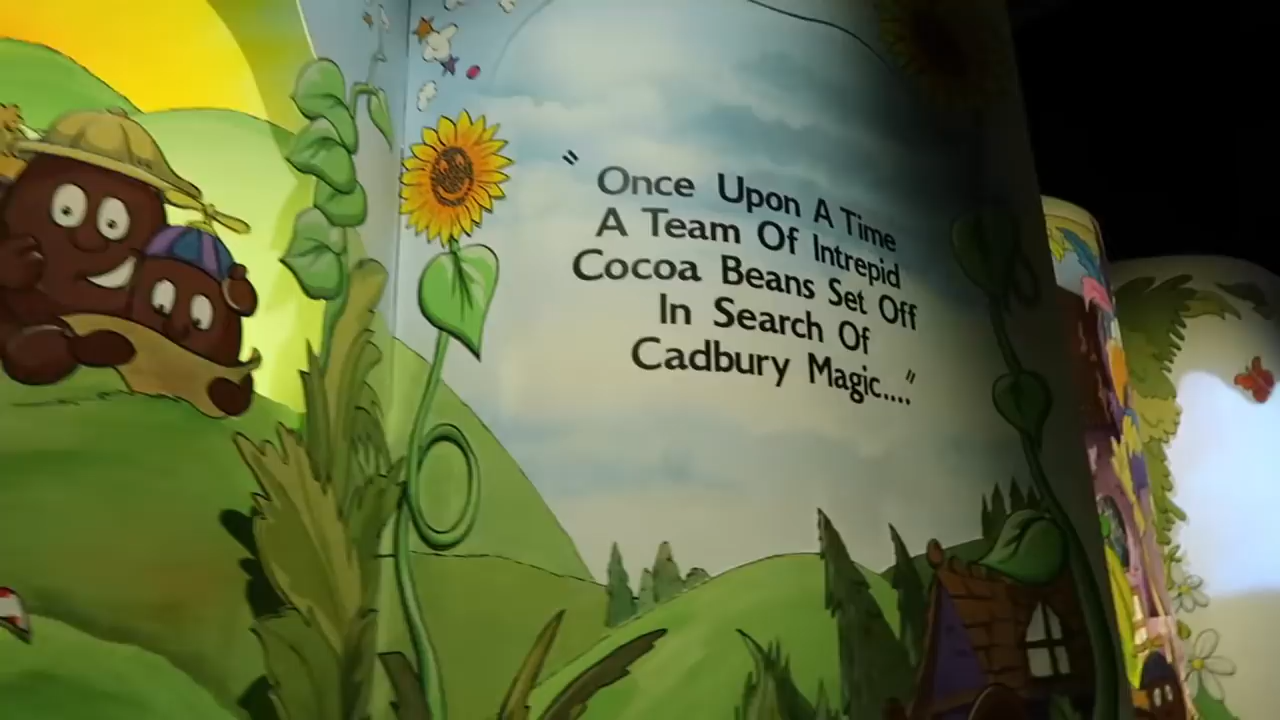 " Once Upon A Time
A Team Of Intrepid
Cocoa Beans Set Off
In Search Of
Cadbury Magic...."